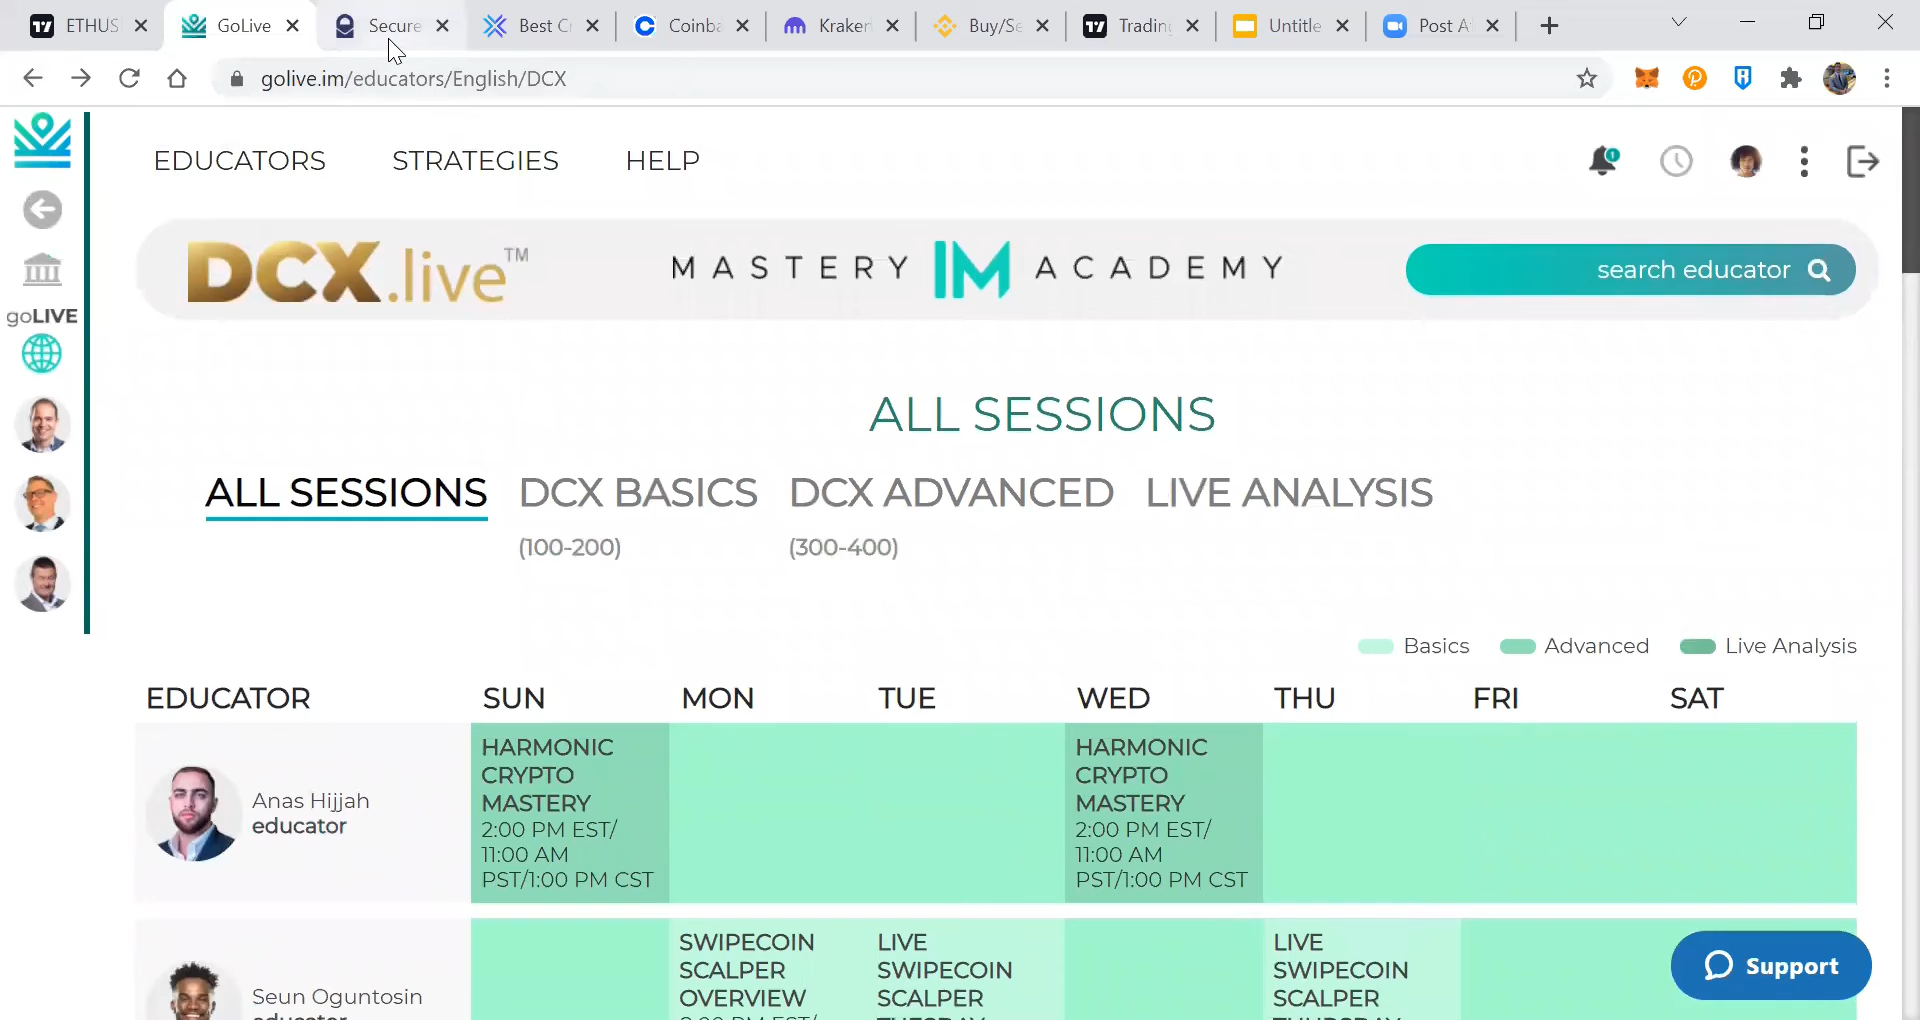 ETHUS GoLive Secure Best C Coinba Kraken Buy/Se Trading Untitle Post A
golive.im/educators/English/DCX
EDUCATORS STRATEGIES HELP
1
DCX.live™ MASTERY IM ACADEMY search educator
goLIVE
ALL SESSIONS
ALL SESSIONS DCX BASICS DCX ADVANCED LIVE ANALYSIS
(100-200) (300-400)
Basics Advanced Live Analysis
EDUCATOR SUN MON TUE WED THU FRI SAT
HARMONIC HARMONIC
CRYPTO CRYPTO
MASTERY MASTERY
Anas Hijjah
educator
2:00 PM EST/ 2:00 PM EST/
11:00 AM 11:00 AM
PST/1:00 PM CST PST/1:00 PM CST
SWIPECOIN LIVE LIVE
SCALPER SWIPECOIN SWIPECOIN
OVERVIEW SCALPER SCALPER
Seun Oguntosin
Support